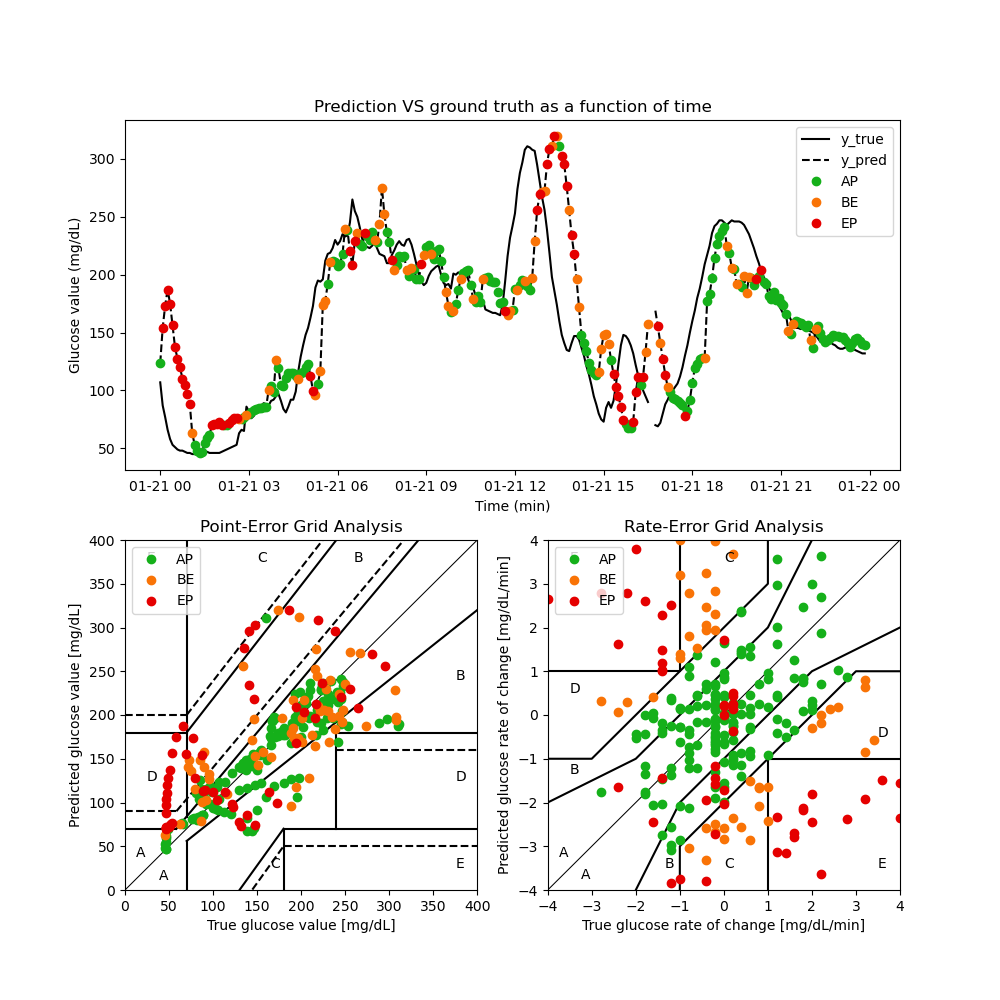 Prediction VS ground truth as a function of time
Glucose value (mg/dL)
300
250
200
150
100
50
y_true
y_pred
AP
BE
EP
01-21 00 01-21 03 01-21 06 01-21 09 01-21 12 01-21 15 01-21 18 01-21 21 01-22 00
Time (min)
Point-Error Grid Analysis
Predicted glucose value [mg/dL]
400
350
300
250
200
150
100
50
0
AP
BE
EP
C
B
B
D
D
A
A
C
E
0 50 100 150 200 250 300 350 400
True glucose value [mg/dL]
Rate-Error Grid Analysis
Predicted glucose rate of change [mg/dL/min]
4
3
2
1
0
−1
−2
−3
−4
AP
BE
EP
C
D
D
B
A
A
B
C
E
−4 −3 −2 −1 0 1 2 3 4
True glucose rate of change [mg/dL/min]